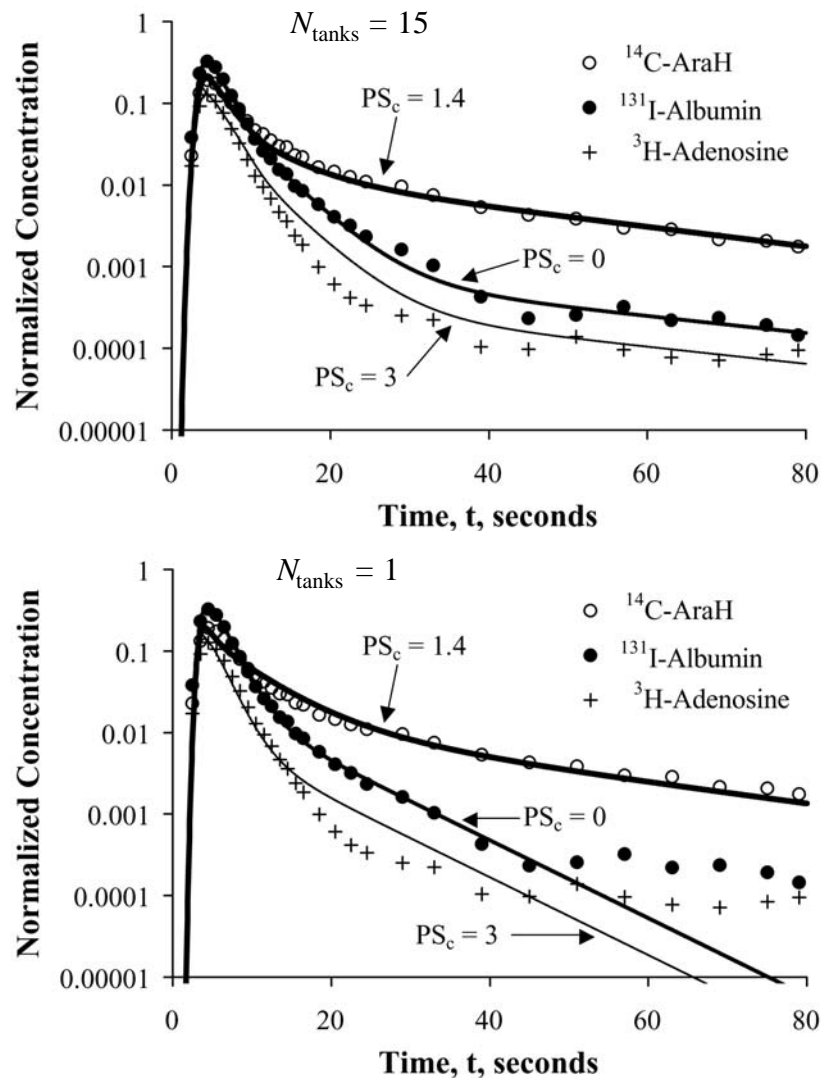 N_tanks = 15
1
0.1
0.01
0.001
0.0001
0.00001
Normalized Concentration
○ ¹⁴C-AraH
● ¹³¹I-Albumin
+ ³H-Adenosine
PS_c = 1.4
PS_c = 0
PS_c = 3
0 20 40 60 80
Time, t, seconds
N_tanks = 1
1
0.1
0.01
0.001
0.0001
0.00001
Normalized Concentration
○ ¹⁴C-AraH
● ¹³¹I-Albumin
+ ³H-Adenosine
PS_c = 1.4
PS_c = 0
PS_c = 3
0 20 40 60 80
Time, t, seconds